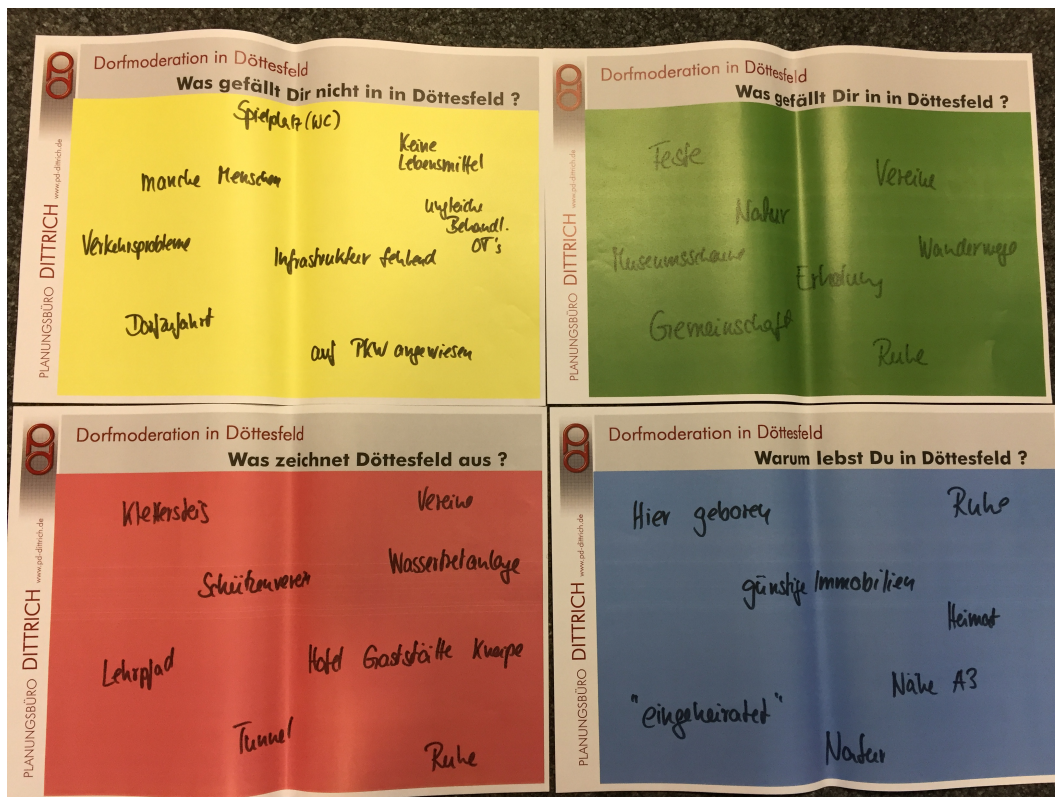 Dorfmoderation in Döttesfeld
Was gefällt Dir nicht in in Döttesfeld ?
Spielplatz (WC)
Keine
Lebensmittel
manche Menschen
ungleiche
Behandl.
OT's
Verkehrsprobleme
Infrastruktur fehlend
Dorfzufahrt
auf PKW angewiesen
PLANUNGSBÜRO DITTRICH www.pd-dittrich.de
Dorfmoderation in Döttesfeld
Was gefällt Dir in in Döttesfeld ?
Feste
Vereine
Natur
Museumsscheune
Wanderwege
Erholung
Gemeinschaft
Ruhe
PLANUNGSBÜRO DITTRICH www.pd-dittrich.de
Dorfmoderation in Döttesfeld
Was zeichnet Döttesfeld aus ?
Klettersteig
Vereine
Wassertretanlage
Schützenverein
Lehrpfad
Hotel Gaststätte Kneipe
Tunnel
Ruhe
PLANUNGSBÜRO DITTRICH www.pd-dittrich.de
Dorfmoderation in Döttesfeld
Warum lebst Du in Döttesfeld ?
Hier geboren
Ruhe
günstige Immobilien
Heimat
Nähe A3
"eingeheiratet"
Natur
PLANUNGSBÜRO DITTRICH www.pd-dittrich.de